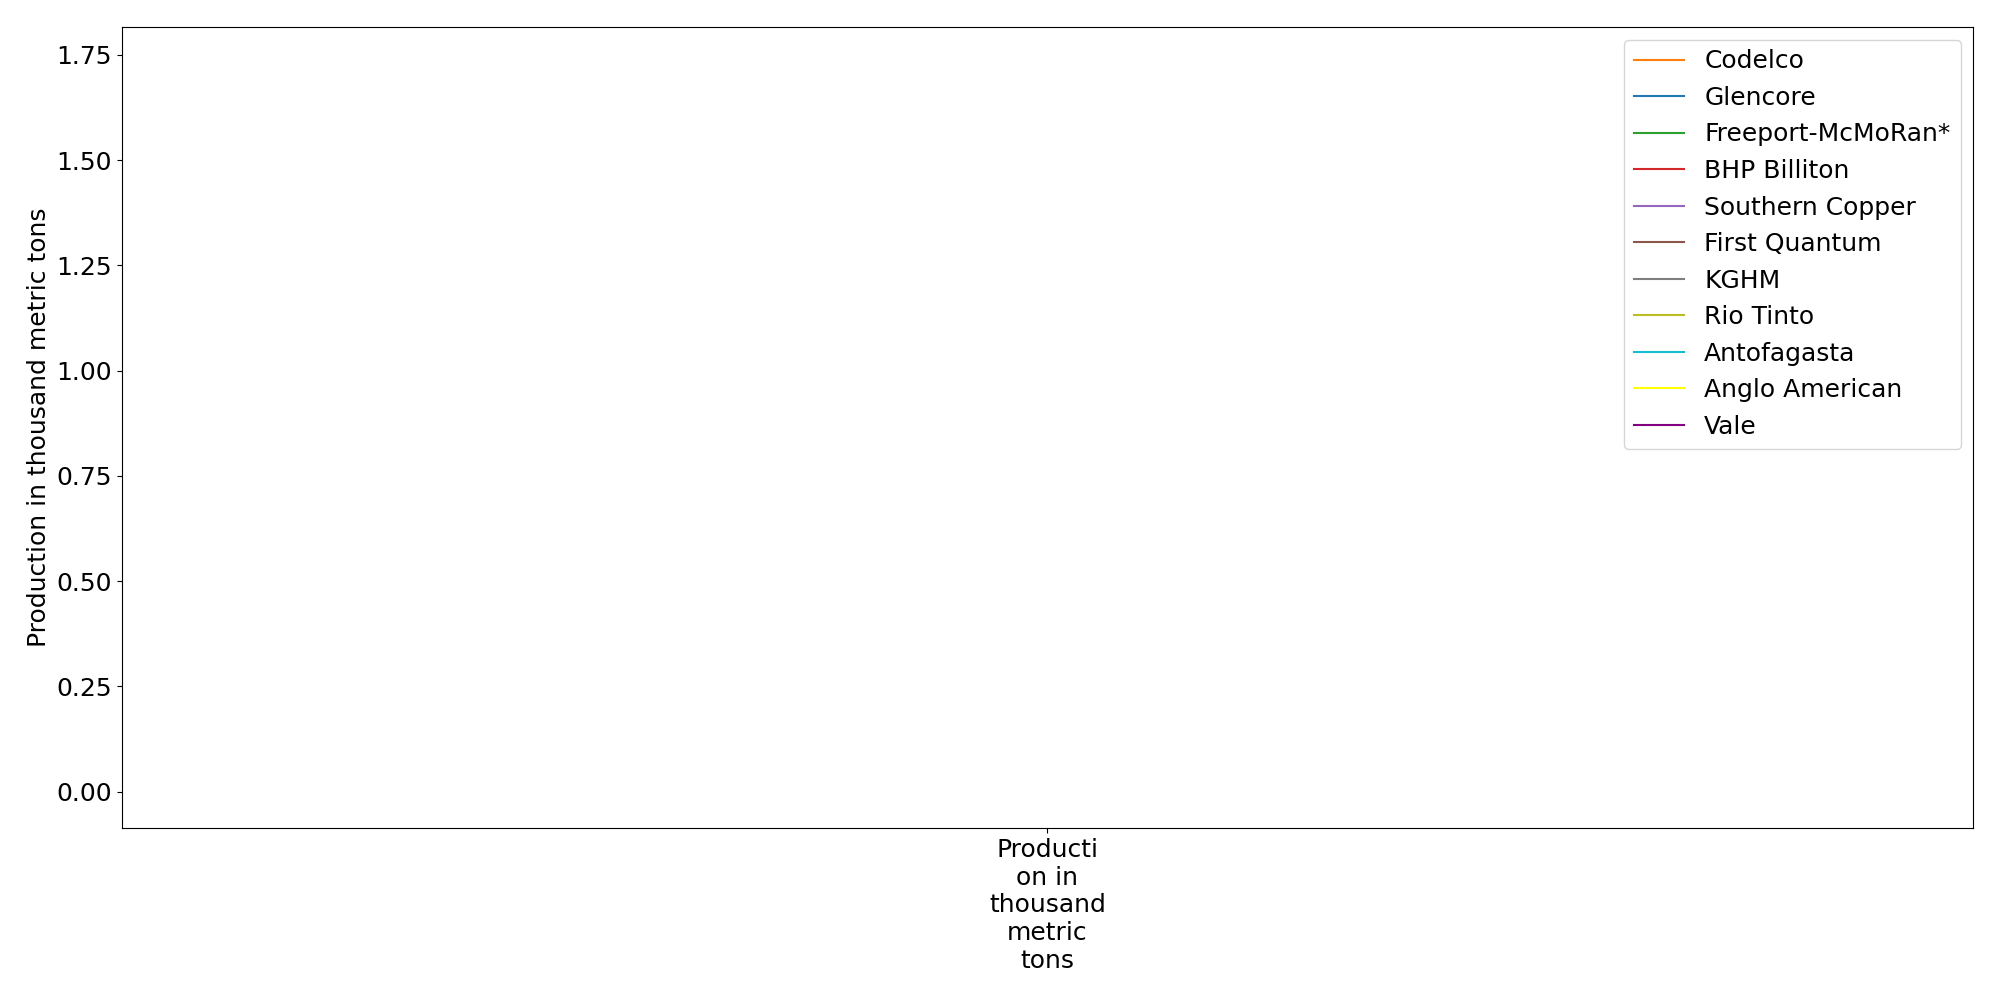 Production in thousand metric tons
1.75
1.50
1.25
1.00
0.75
0.50
0.25
0.00
Codelco
Glencore
Freeport-McMoRan*
BHP Billiton
Southern Copper
First Quantum
KGHM
Rio Tinto
Antofagasta
Anglo American
Vale
Producti
on in
thousand
metric
tons